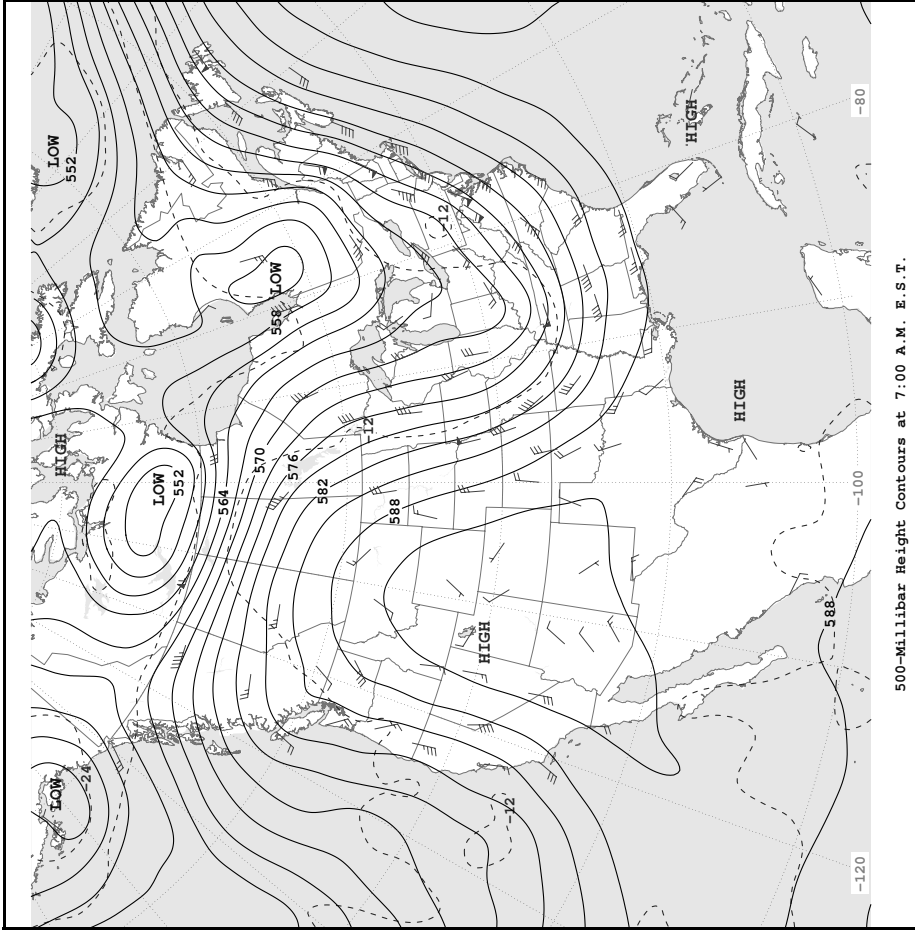 LOW
552
LOW
558
HIGH
LOW
552
564
570
576
582
588
-12
-12
HIGH
HIGH
HIGH
LOW
-24
-12
588
-80
-100
-120
500-Millibar Height Contours at 7:00 A.M. E.S.T.